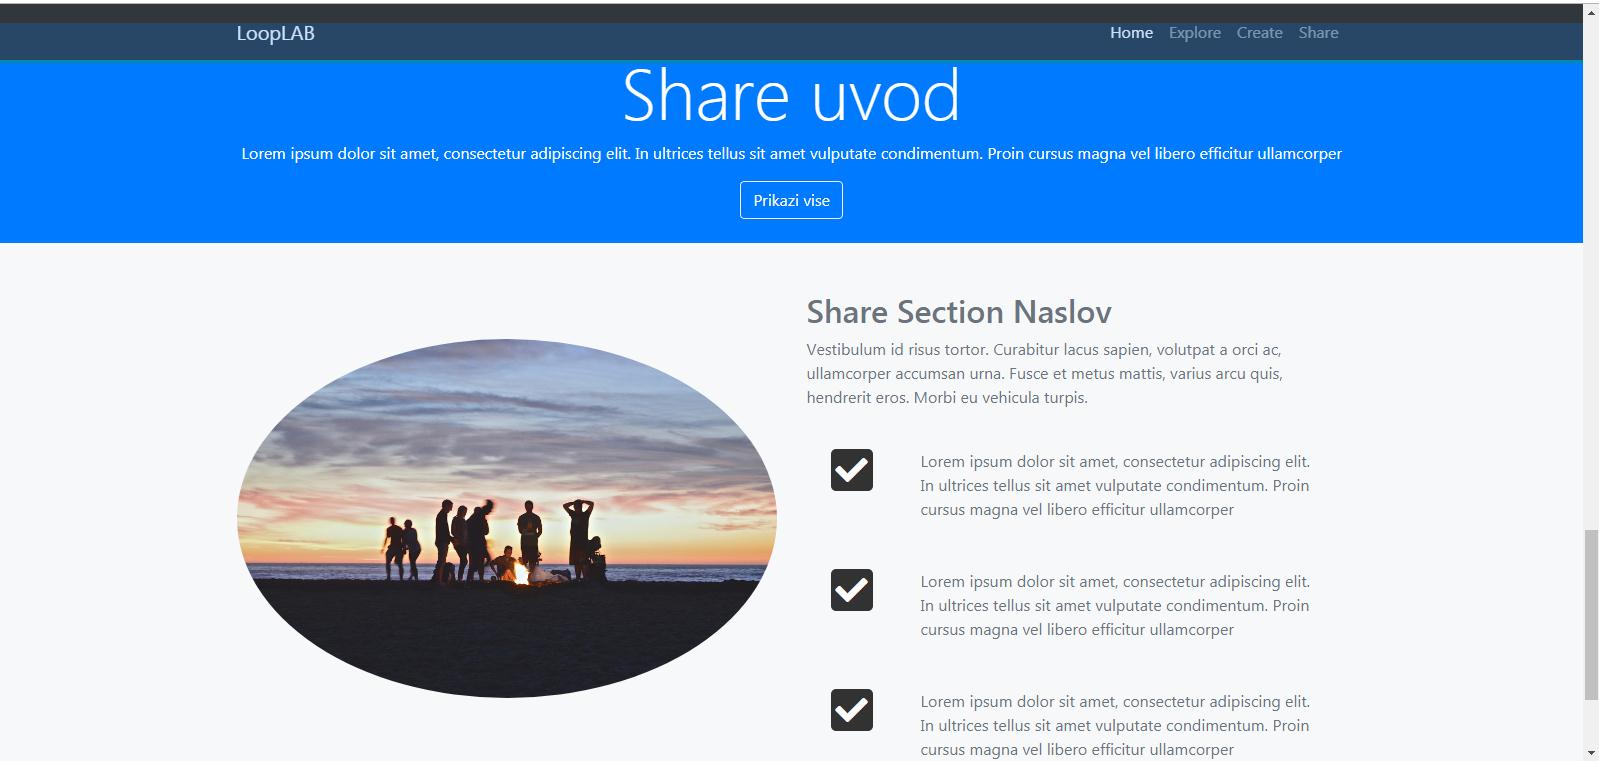 LoopLAB
Home Explore Create Share
Share uvod
Lorem ipsum dolor sit amet, consectetur adipiscing elit. In ultrices tellus sit amet vulputate condimentum. Proin cursus magna vel libero efficitur ullamcorper
Prikazi vise
Share Section Naslov
Vestibulum id risus tortor. Curabitur lacus sapien, volutpat a orci ac,
ullamcorper accumsan urna. Fusce et metus mattis, varius arcu quis,
hendrerit eros. Morbi eu vehicula turpis.
Lorem ipsum dolor sit amet, consectetur adipiscing elit.
In ultrices tellus sit amet vulputate condimentum. Proin
cursus magna vel libero efficitur ullamcorper
Lorem ipsum dolor sit amet, consectetur adipiscing elit.
In ultrices tellus sit amet vulputate condimentum. Proin
cursus magna vel libero efficitur ullamcorper
Lorem ipsum dolor sit amet, consectetur adipiscing elit.
In ultrices tellus sit amet vulputate condimentum. Proin
cursus magna vel libero efficitur ullamcorper